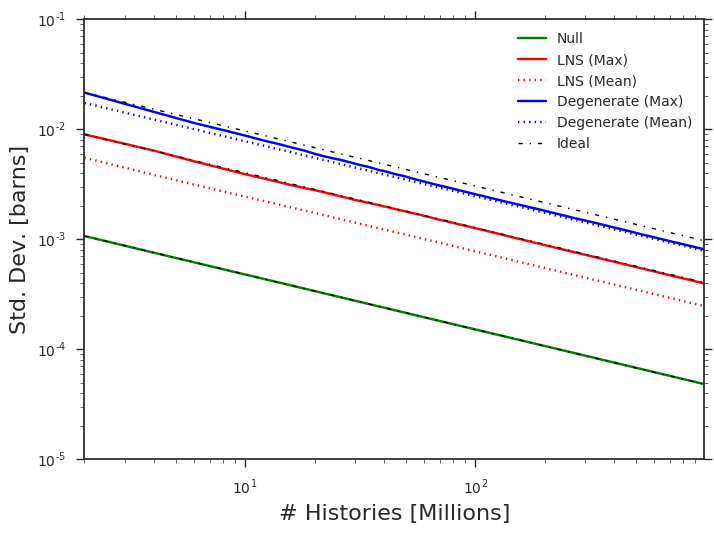 10^-1
10^-2
10^-3
10^-4
10^-5
Std. Dev. [barns]
Null
LNS (Max)
LNS (Mean)
Degenerate (Max)
Degenerate (Mean)
Ideal
10^1
10^2
# Histories [Millions]